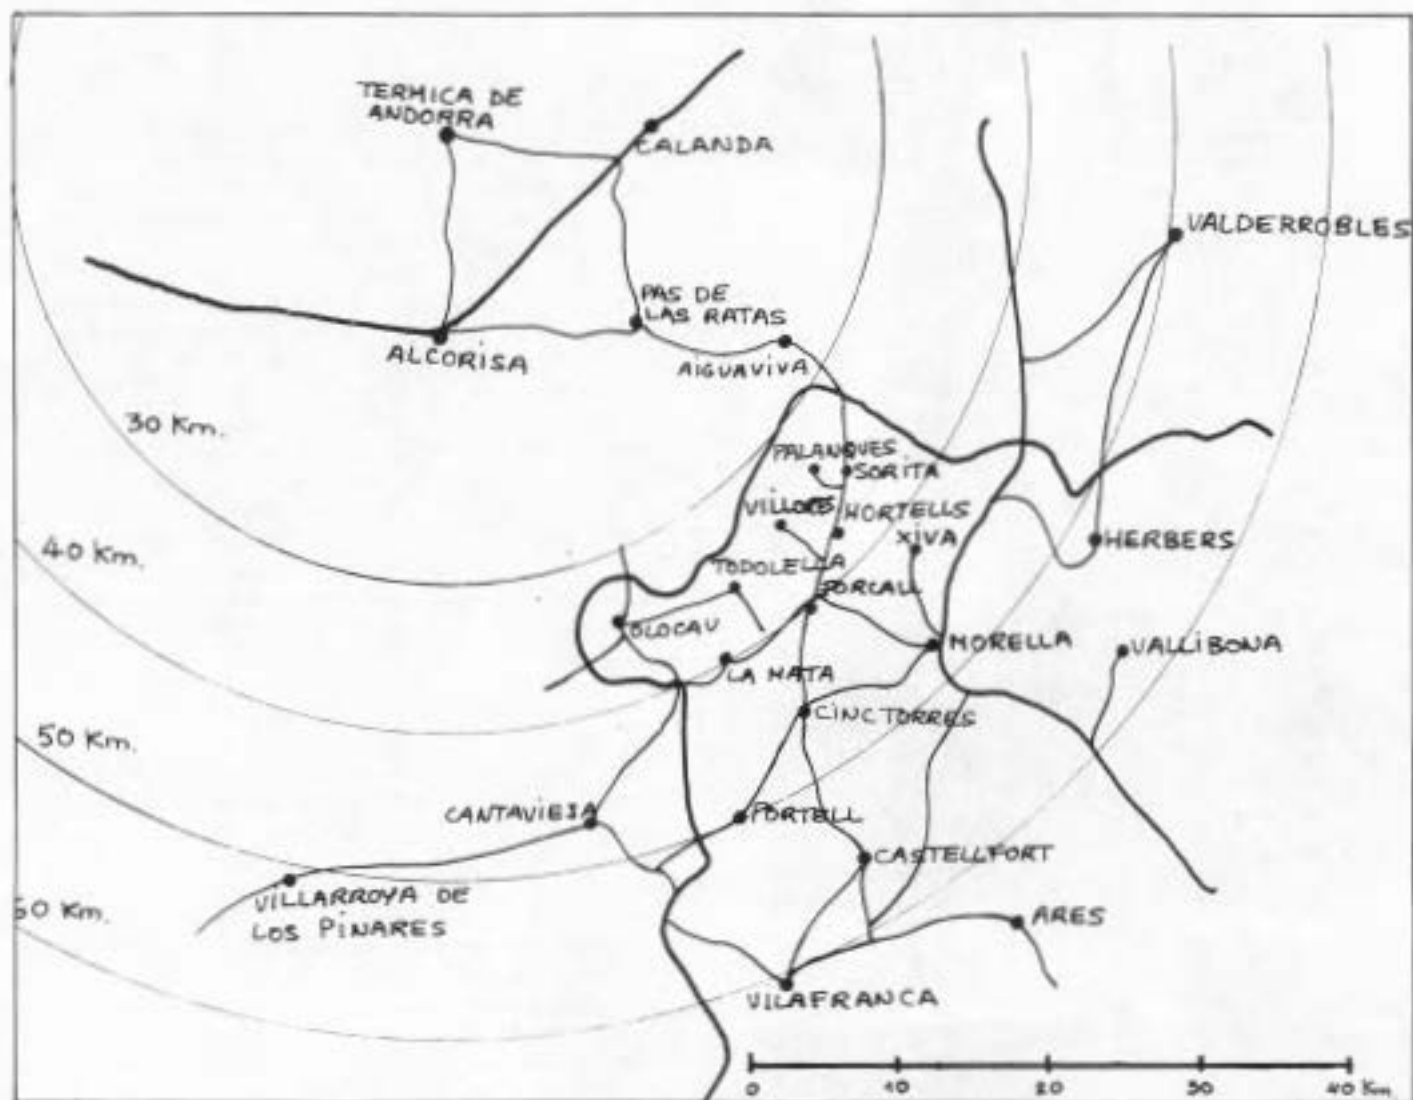 TERMICA DE
ANDORRA
CALANDA
VALDERROBLES
PAS DE
LAS RATAS
ALCORISA
AIGUAVIVA
30 Km.
PALANQUES
SORITA
VILLORES
HORTELLS
XIVA
40 Km.
HERBERS
TODOLELLA
FORCALL
OLOCAU
MORELLA
VALLIBONA
LA MATA
CINCTORRES
50 Km.
CANTAVIEJA
PORTELL
CASTELLFORT
VILLARROYA DE
LOS PINARES
60 Km.
ARES
VILAFRANCA
0 10 20 30 40 Km.